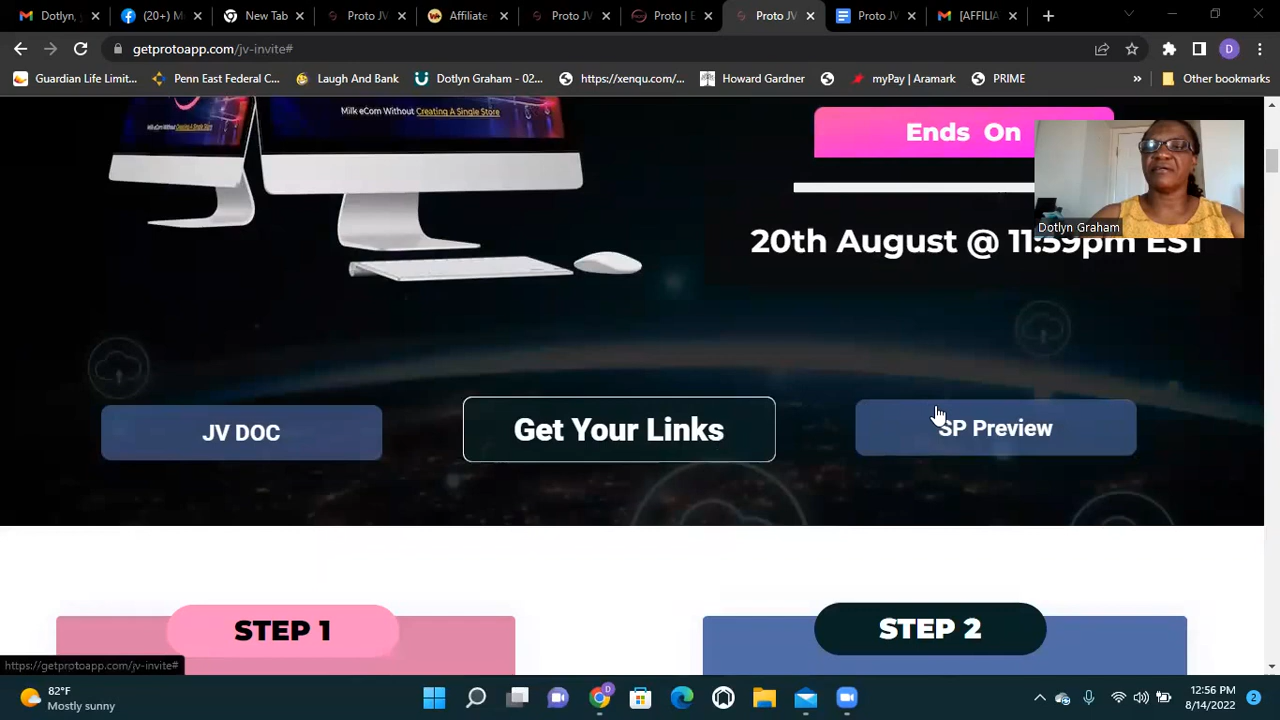 Dotlyn, y
(20+) M
New Tab
Proto JV
Affiliate
Proto JV
Proto | E
Proto JV
Proto JV
[AFFILIA
getprotoapp.com/jv-invite#
D
Guardian Life Limit...
Penn East Federal C...
Laugh And Bank
Dotlyn Graham - 02...
https://xenqu.com/...
Howard Gardner
myPay | Aramark
PRIME
»
Other bookmarks
Milk eCom Without Creating A Single Store
Ends On
Dotlyn Graham
20th August @ 11:59pm EST
JV DOC
Get Your Links
SP Preview
STEP 1
STEP 2
https://getprotoapp.com/jv-invite#
82°F
Mostly sunny
12:56 PM
8/14/2022
2